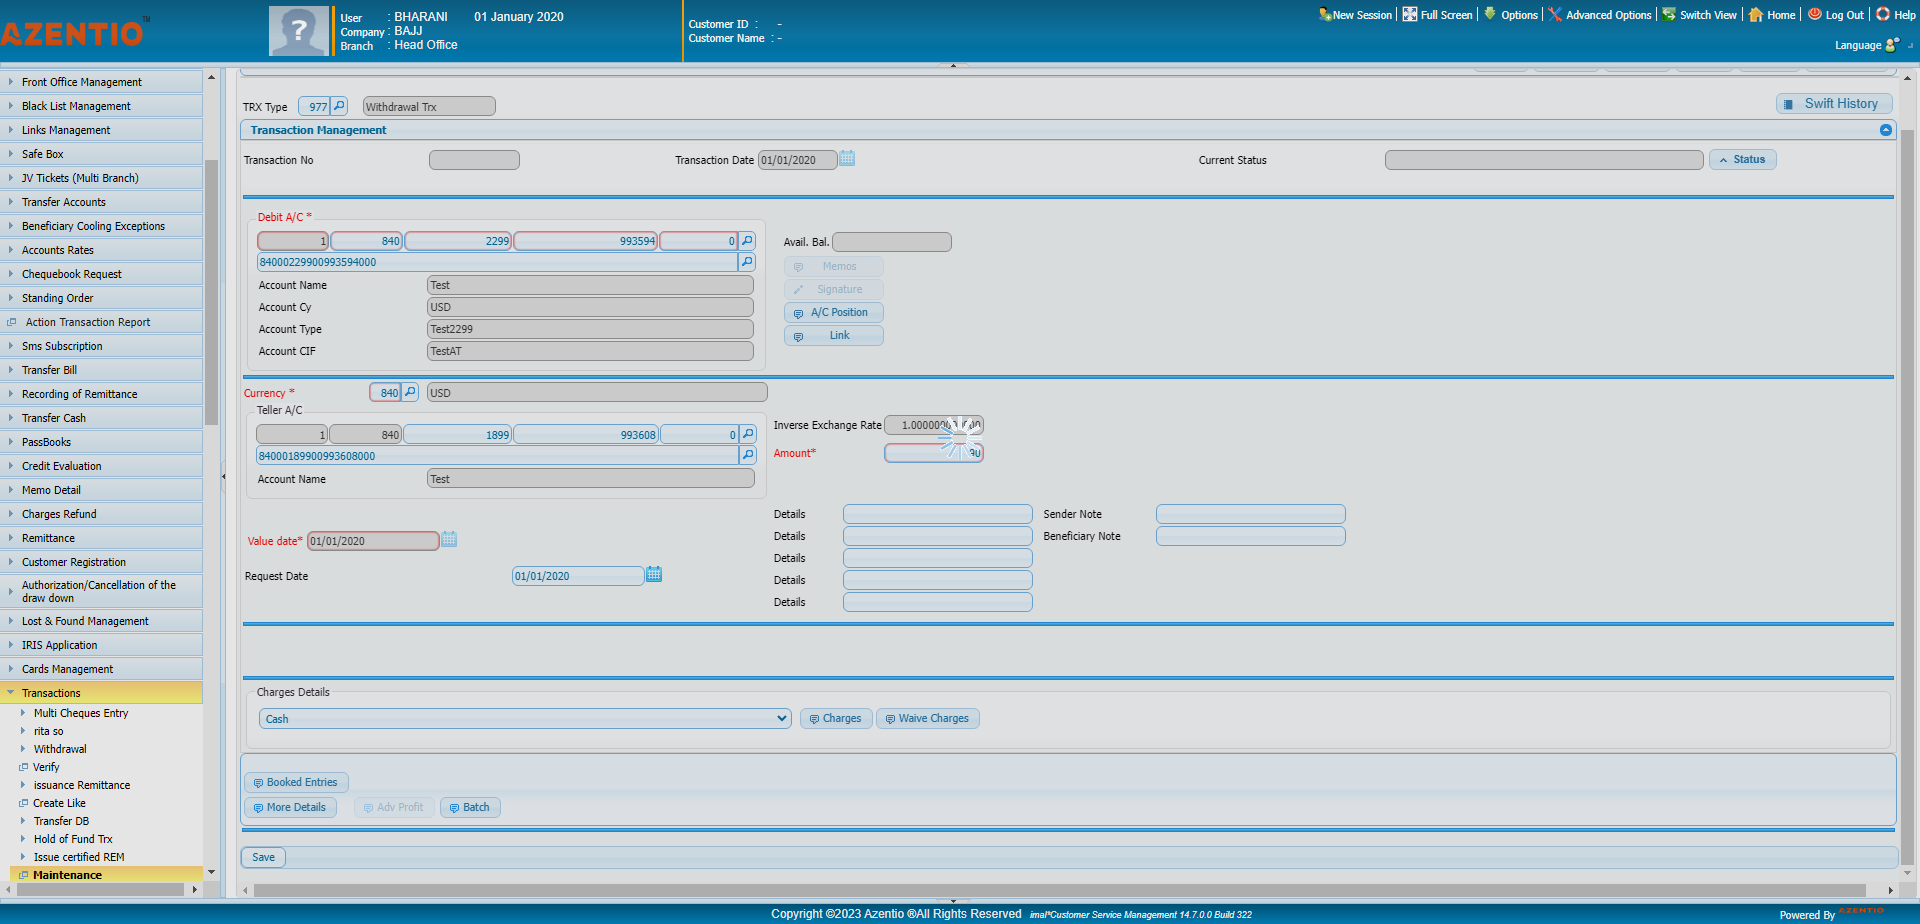 AZENTIO™
User : BHARANI 01 January 2020
Company : BAJJ
Branch : Head Office
Customer ID : -
Customer Name : -
New Session | Full Screen | Options | Advanced Options | Switch View | Home | Log Out | Help
Language
Front Office Management
Black List Management
Links Management
Safe Box
JV Tickets (Multi Branch)
Transfer Accounts
Beneficiary Cooling Exceptions
Accounts Rates
Chequebook Request
Standing Order
Action Transaction Report
Sms Subscription
Transfer Bill
Recording of Remittance
Transfer Cash
PassBooks
Credit Evaluation
Memo Detail
Charges Refund
Remittance
Customer Registration
Authorization/Cancellation of the
draw down
Lost & Found Management
IRIS Application
Cards Management
Transactions
Multi Cheques Entry
rita so
Withdrawal
Verify
issuance Remittance
Create Like
Transfer DB
Hold of Fund Trx
Issue certified REM
Maintenance
TRX Type 977 Withdrawal Trx
Swift History
Transaction Management
Transaction No Transaction Date 01/01/2020 Current Status Status
Debit A/C *
1 840 2299 993594 0
84000229900993594000
Account Name Test
Account Cy USD
Account Type Test2299
Account CIF TestAT
Avail. Bal.
Memos
Signature
A/C Position
Link
Currency * 840 USD
Teller A/C
1 840 1899 993608 0
84000189900993608000
Account Name Test
Inverse Exchange Rate
Amount*
Value date* 01/01/2020
Request Date 01/01/2020
Details Sender Note
Details Beneficiary Note
Details
Details
Details
Charges Details
Cash Charges Waive Charges
Booked Entries
More Details Adv Profit Batch
Save
Copyright ©2023 Azentio ®All Rights Reserved imal*Customer Service Management 14.7.0.0 Build 322
Powered By AZENTIO